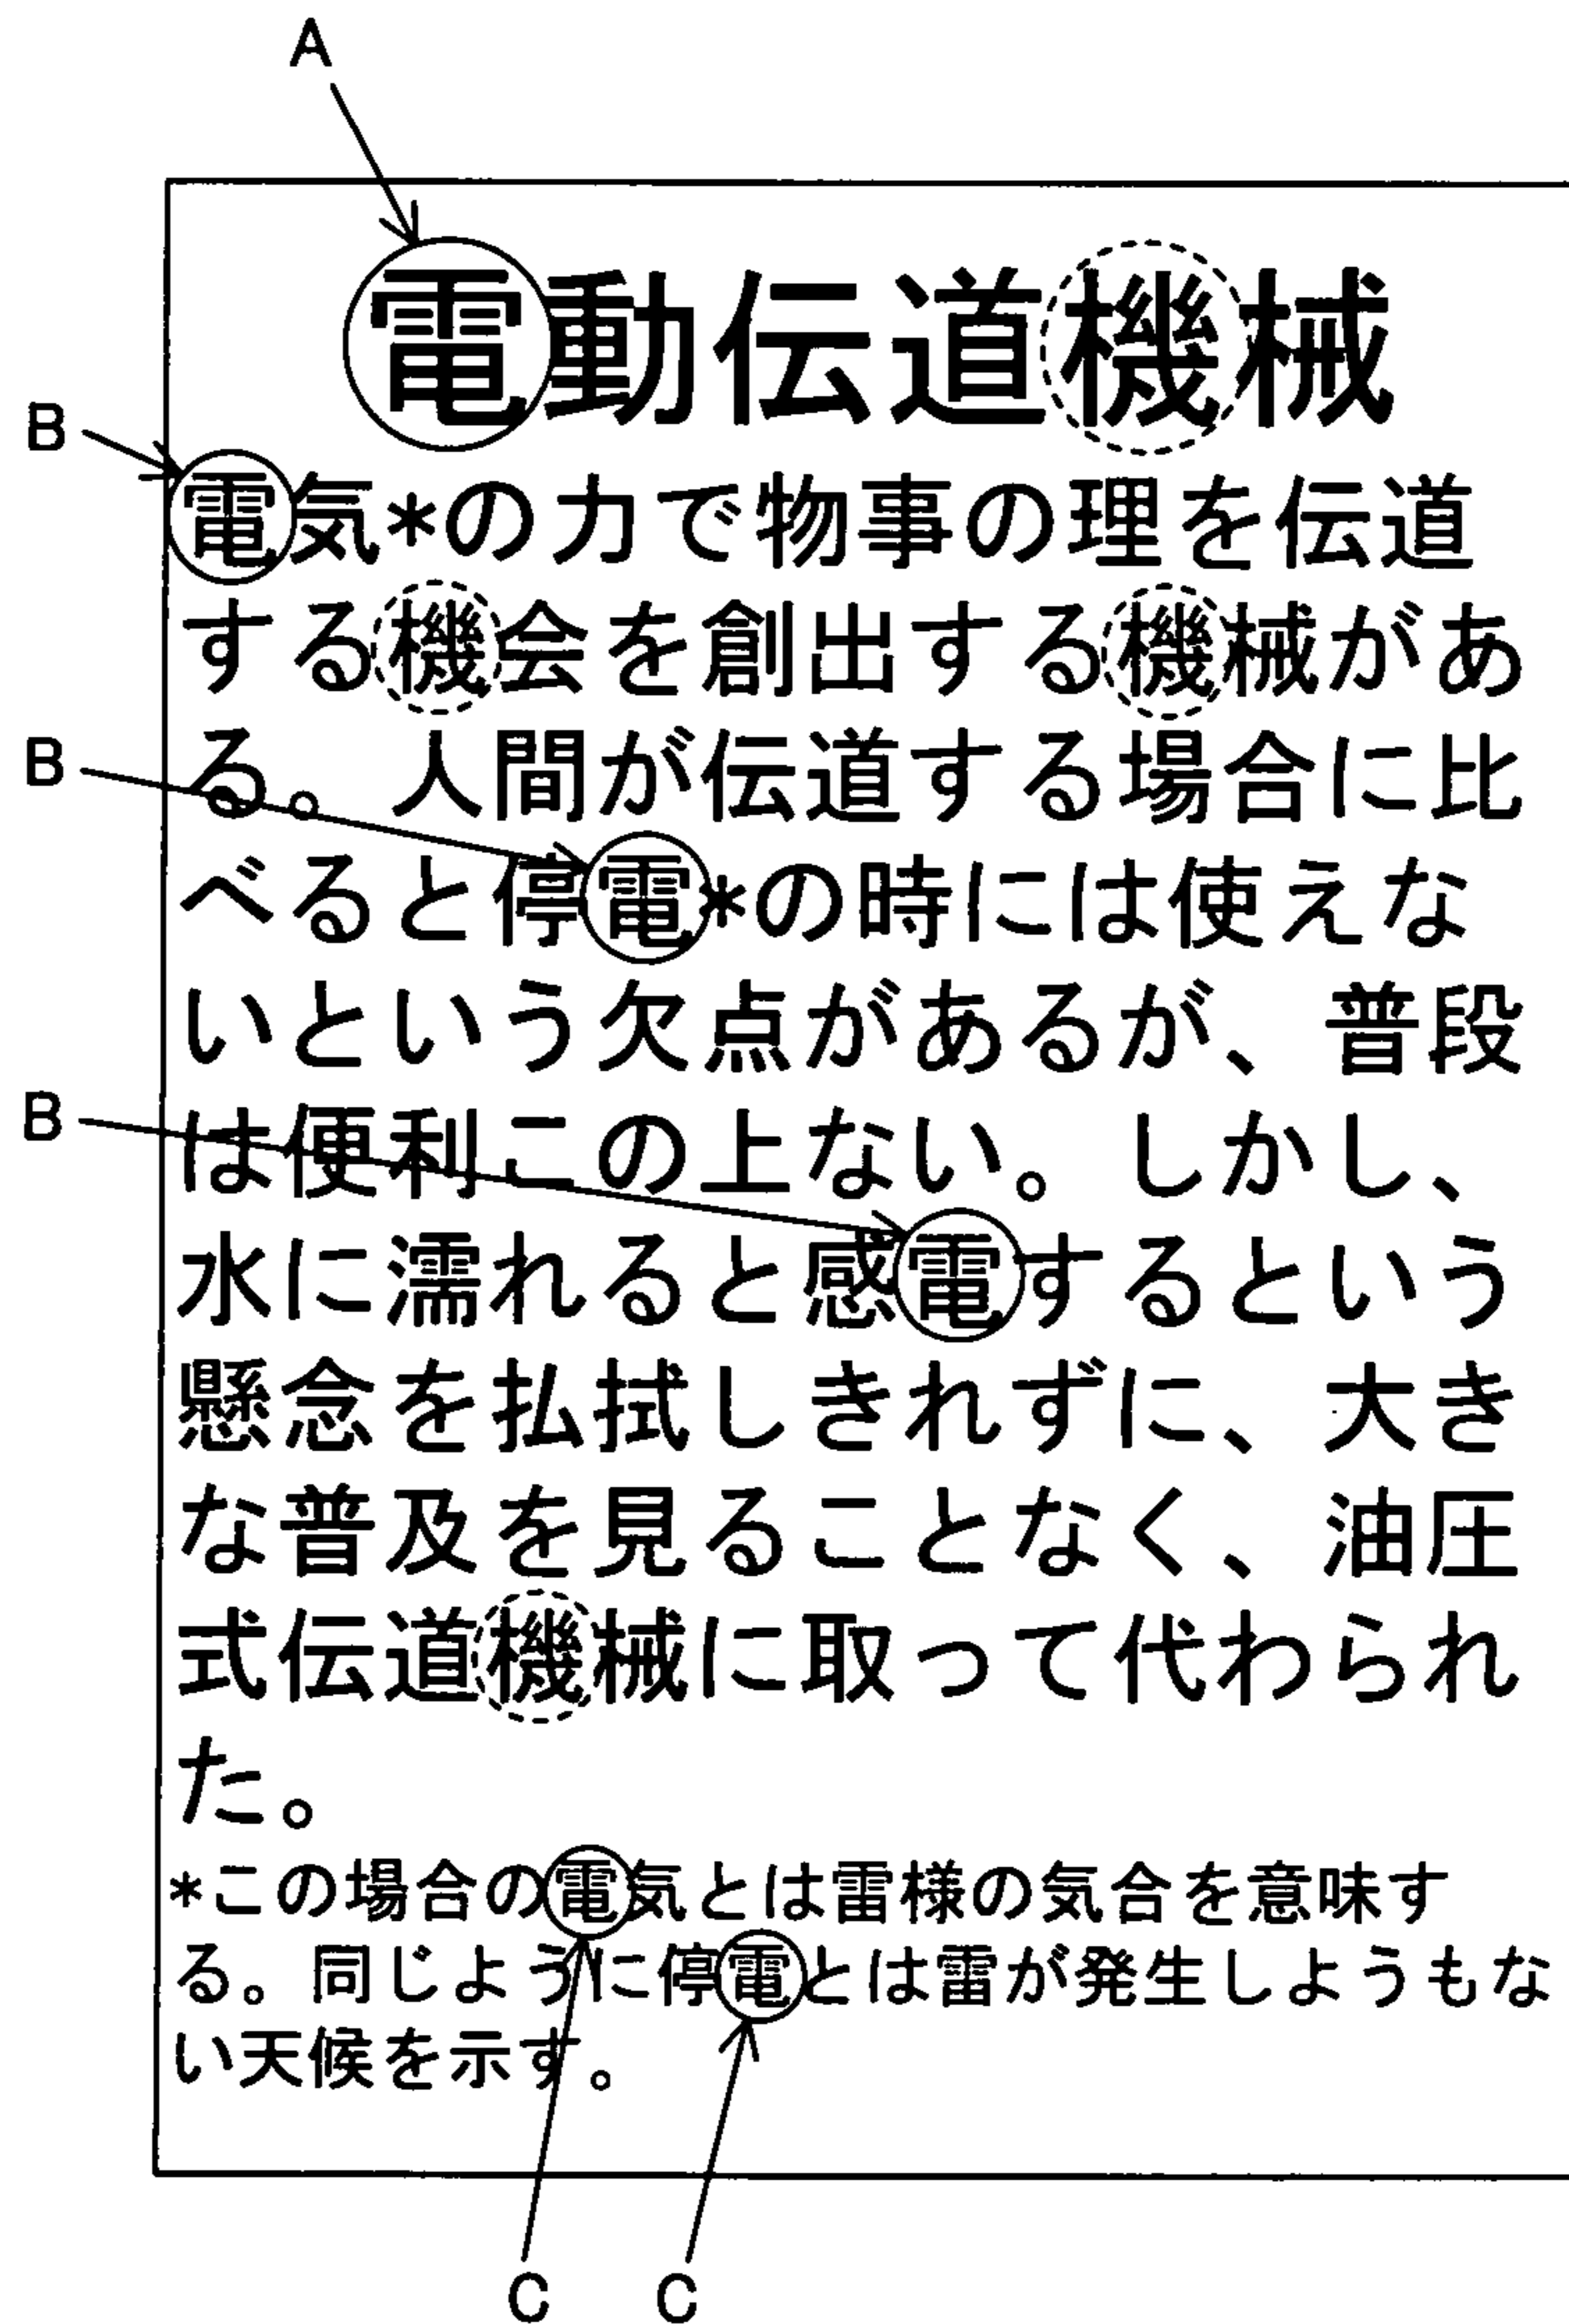 A
電動伝道機械
B
電気*の力で物事の理を伝道
する機会を創出する機械があ
B
る。人間が伝道する場合に比
べると停電*の時には使えな
いという欠点があるが、普段
B
は便利この上ない。しかし、
水に濡れると感電するという
懸念を払拭しきれずに、大き
な普及を見ることなく、油圧
式伝道機械に取って代わられ
た。
*この場合の電気とは雷様の気合を意味す
る。同じように停電とは雷が発生しようもな
い天候を示す。
C C